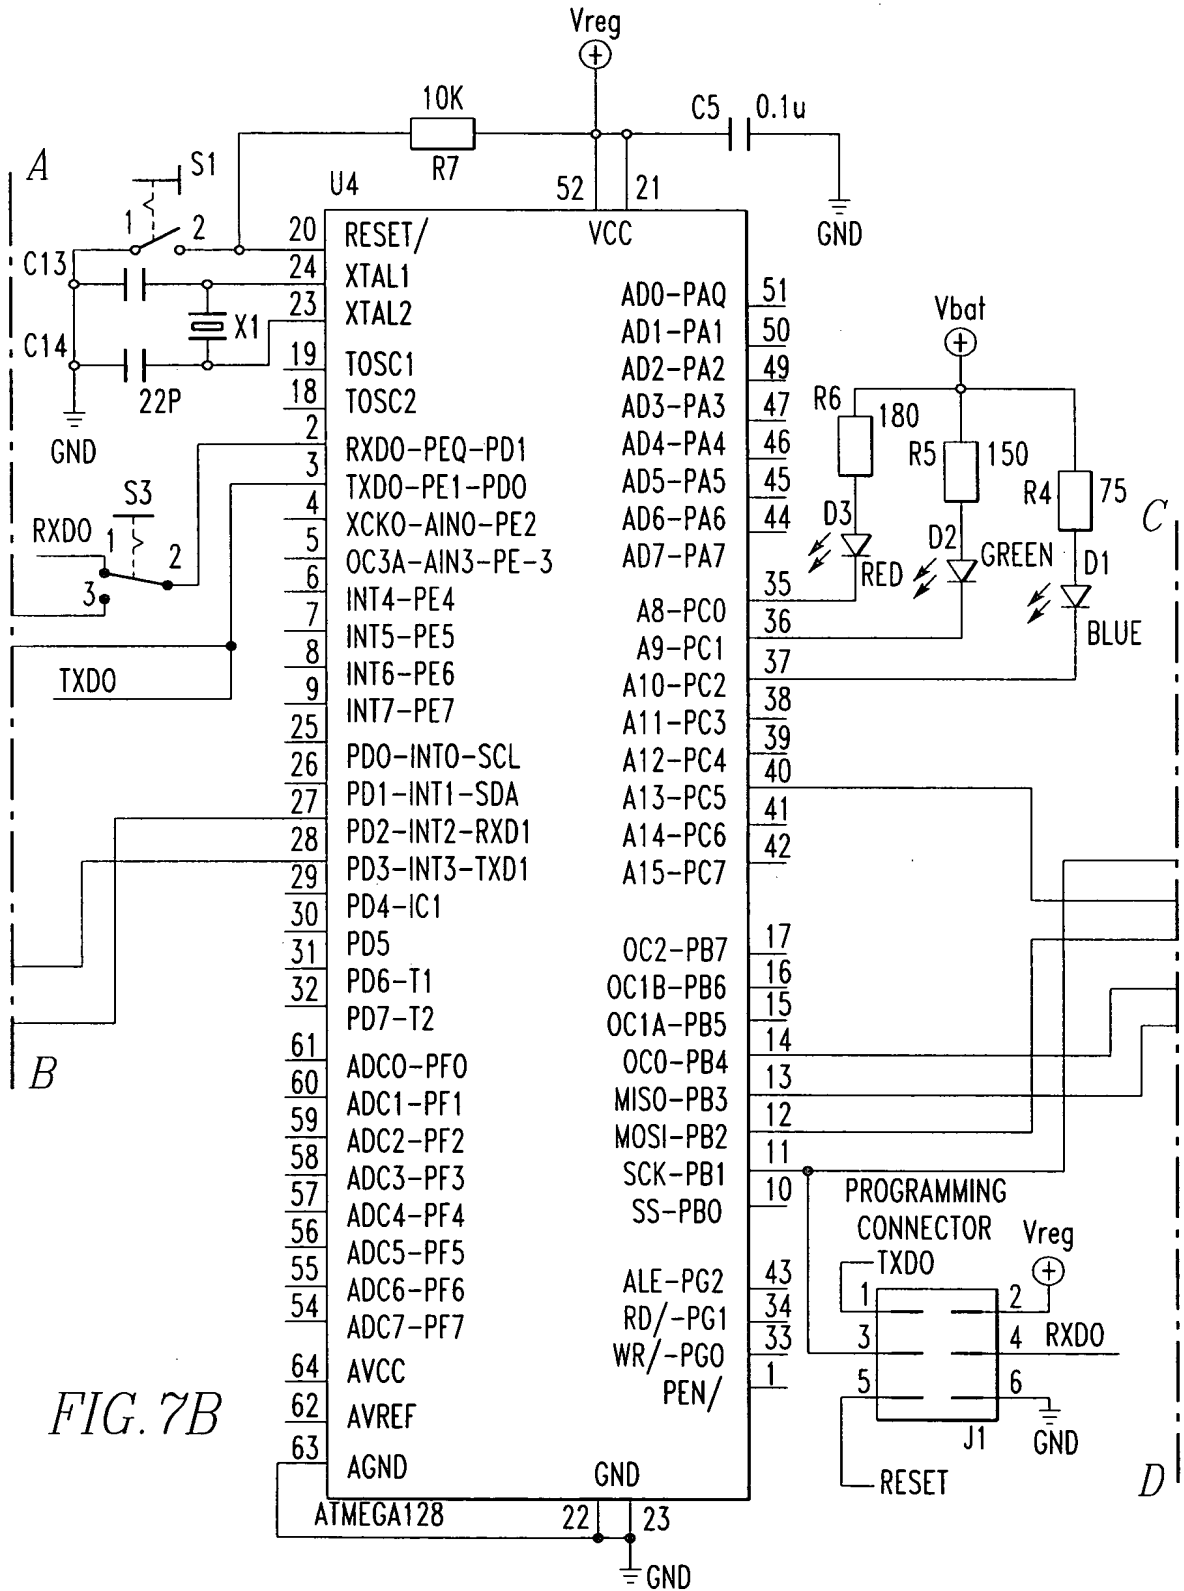 Vreg
10K
R7
C5 0.1u
GND
A
S1
1 2
U4
52 21
VCC
C13
C14
X1
22P
GND
20 RESET/
24 XTAL1
23 XTAL2
19 TOSC1
18 TOSC2
2 RXD0-PEQ-PD1
3 TXD0-PE1-PD0
4 XCK0-AIN0-PE2
5 OC3A-AIN3-PE-3
6 INT4-PE4
7 INT5-PE5
8 INT6-PE6
9 INT7-PE7
25 PD0-INT0-SCL
26 PD1-INT1-SDA
27 PD2-INT2-RXD1
28 PD3-INT3-TXD1
29 PD4-IC1
30 PD5
31 PD6-T1
32 PD7-T2
61 ADC0-PF0
60 ADC1-PF1
59 ADC2-PF2
58 ADC3-PF3
57 ADC4-PF4
56 ADC5-PF5
55 ADC6-PF6
54 ADC7-PF7
64 AVCC
62 AVREF
63 AGND
S3
RXD0
1 2
3
TXD0
B
AD0-PAQ 51
AD1-PA1 50
AD2-PA2 49
AD3-PA3 47
AD4-PA4 46
AD5-PA5 45
AD6-PA6 44
AD7-PA7
A8-PC0 35
A9-PC1 36
A10-PC2 37
A11-PC3 38
A12-PC4 39
A13-PC5 40
A14-PC6 41
A15-PC7 42
OC2-PB7 17
OC1B-PB6 16
OC1A-PB5 15
OC0-PB4 14
MISO-PB3 13
MOSI-PB2 12
SCK-PB1 11
SS-PB0 10
ALE-PG2 43
RD/-PG1 34
WR/-PG0 33
PEN/ 1
Vbat
R6 180
R5 150
R4 75
D3 RED
D2 GREEN
D1 BLUE
C
PROGRAMMING
CONNECTOR
Vreg
TXD0
1 2
3 4 RXD0
5 6
J1 GND
RESET
D
GND
ATMEGA128
22 23
GND
FIG. 7B